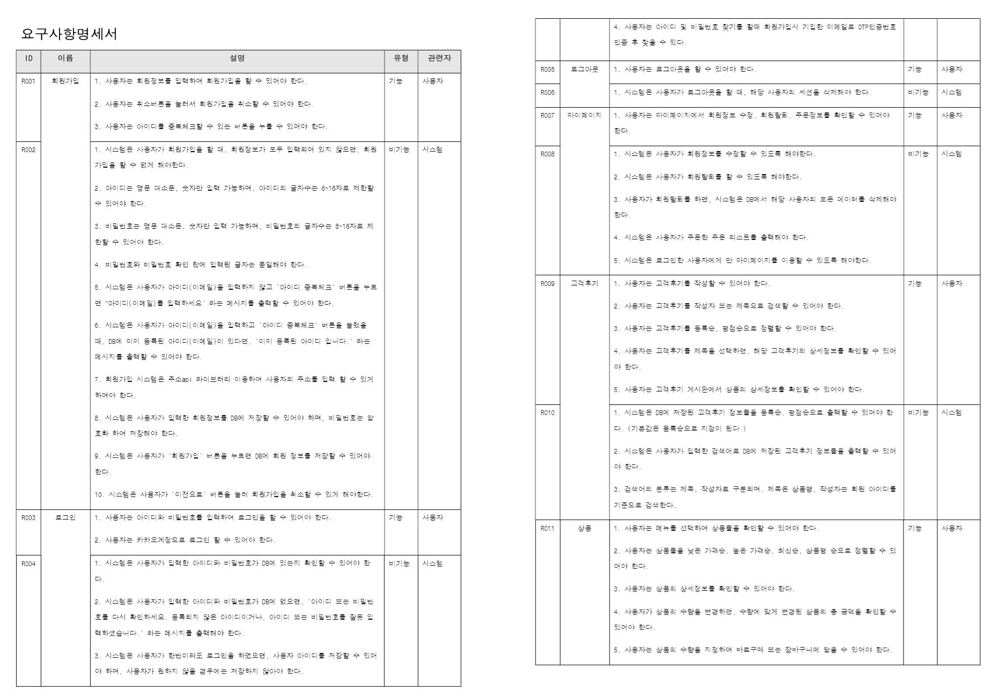 요구사항명세서
ID 이름 설명 유형 관련자
R001 회원가입 1. 사용자는 회원정보를 입력하여 회원가입을 할 수 있어야 한다. 기능 사용자
2. 사용자는 취소버튼을 눌러서 회원가입을 취소할 수 있어야 한다.
3. 사용자는 아이디를 중복체크할 수 있는 버튼을 누를 수 있어야 한다.
R002 1. 시스템은 사용자가 회원가입을 할 때, 회원정보가 모두 입력되어 있지 않으면, 회원 비기능 시스템
가입을 할 수 없게 해야한다.
2. 아이디는 영문 대소문, 숫자만 입력 가능하며, 아이디의 글자수는 6~16자로 제한할
수 있어야 한다.
3. 비밀번호는 영문 대소문, 숫자만 입력 가능하며, 비밀번호의 글자수는 8~16자로 제
한할 수 있어야 한다.
4. 비밀번호와 비밀번호 확인 란에 입력된 글자는 동일해야 한다.
5. 시스템은 사용자가 아이디(이메일)을 입력하지 않고 "아이디 중복체크" 버튼을 누르
면 "아이디(이메일)를 입력하세요" 라는 메시지를 출력할 수 있어야 한다.
6. 시스템은 사용자가 아이디(이메일)을 입력하고 "아이디 중복체크" 버튼을 눌렀을
때, DB에 이미 등록된 아이디(이메일)이 있다면, "이미 등록된 아이디 입니다." 라는
메시지를 출력할 수 있어야 한다.
7. 회원가입 시스템은 주소api 라이브러리 이용하여 사용자의 주소를 입력 할 수 있게
하여야 한다.
8. 시스템은 사용자가 입력한 회원정보를 DB에 저장할 수 있어야 하며, 비밀번호는 암
호화 하여 저장해야 한다.
9. 시스템은 사용자가 "회원가입" 버튼을 누르면 DB에 회원 정보를 저장할 수 있어야
한다.
10. 시스템은 사용자가 "이전으로" 버튼을 눌러 회원가입을 취소할 수 있게 해야한다.
R003 로그인 1. 사용자는 아이디와 비밀번호를 입력하여 로그인을 할 수 있어야 한다. 기능 사용자
2. 사용자는 카카오계정으로 로그인 할 수 있어야 한다.
R004 1. 시스템은 사용자가 입력한 아이디와 비밀번호가 DB에 있는지 확인할 수 있어야 한 비기능 시스템
다.
2. 시스템은 사용자가 입력한 아이디와 비밀번호가 DB에 없으면, "아이디 또는 비밀번
호를 다시 확인하세요. 등록되지 않은 아이디이거나, 아이디 또는 비밀번호를 잘못 입
력하셨습니다." 라는 메시지를 출력해야 한다.
3. 시스템은 사용자가 한번이라도 로그인을 하였으면, 사용자 아이디를 저장할 수 있어
야 하며, 사용자가 원하지 않을 경우에는 저장하지 않아야 한다.
4. 사용자는 아이디 및 비밀번호 찾기를 할때 회원가입시 기입한 이메일로 OTP인증번호
인증 후 찾을 수 있다.
R005 로그아웃 1. 사용자는 로그아웃을 할 수 있어야 한다. 기능 사용자
R006 1. 시스템은 사용자가 로그아웃을 할 때, 해당 사용자의 세션을 삭제해야 한다. 비기능 시스템
R007 마이페이지 1. 사용자는 마이페이지에서 회원정보 수정, 회원탈퇴, 주문정보를 확인할 수 있어야 기능 사용자
한다.
R008 1. 시스템은 사용자가 회원정보를 수정할 수 있도록 해야한다. 비기능 시스템
2. 시스템은 사용자가 회원탈퇴를 할 수 있도록 해야한다.
3. 사용자가 회원탈퇴를 하면, 시스템은 DB에서 해당 사용자의 모든 데이터를 삭제해야
한다.
4. 시스템은 사용자가 주문한 주문 리스트를 출력해야 한다.
5. 시스템은 로그인한 사용자에게 만 마이페이지를 이용할 수 있도록 해야한다.
R009 고객후기 1. 사용자는 고객후기를 작성할 수 있어야 한다. 기능 사용자
2. 사용자는 고객후기를 작성자 또는 제목으로 검색할 수 있어야 한다.
3. 사용자는 고객후기를 등록순, 평점순으로 정렬할 수 있어야 한다.
4. 사용자는 고객후기를 제목을 선택하면, 해당 고객후기의 상세정보를 확인할 수 있어
야 한다.
5. 사용자는 고객후기 게시판에서 상품의 상세정보를 확인할 수 있어야 한다.
R010 1. 시스템은 DB에 저장된 고객후기 정보들을 등록순, 평점순으로 출력할 수 있어야 한 비기능 시스템
다. (기본값은 등록순으로 지정이 된다.)
2. 시스템은 사용자가 입력한 검색어로 DB에 저장된 고객후기 정보들을 출력할 수 있어
야 한다.
3. 검색어의 분류는 제목, 작성자로 구분되며, 제목은 상품명, 작성자는 회원 아이디를
기준으로 검색한다.
R011 상품 1. 사용자는 메뉴를 선택하여 상품들을 확인할 수 있어야 한다. 기능 사용자
2. 사용자는 상품들을 낮은 가격순, 높은 가격순, 최신순, 상품평 순으로 정렬할 수 있
어야 한다.
3. 사용자는 상품의 상세정보를 확인할 수 있어야 한다.
4. 사용자가 상품의 수량을 변경하면, 수량에 맞게 변경된 상품의 총 금액을 확인할 수
있어야 한다.
5. 사용자는 상품의 수량을 지정하여 바로구매 또는 장바구니에 담을 수 있어야 한다.